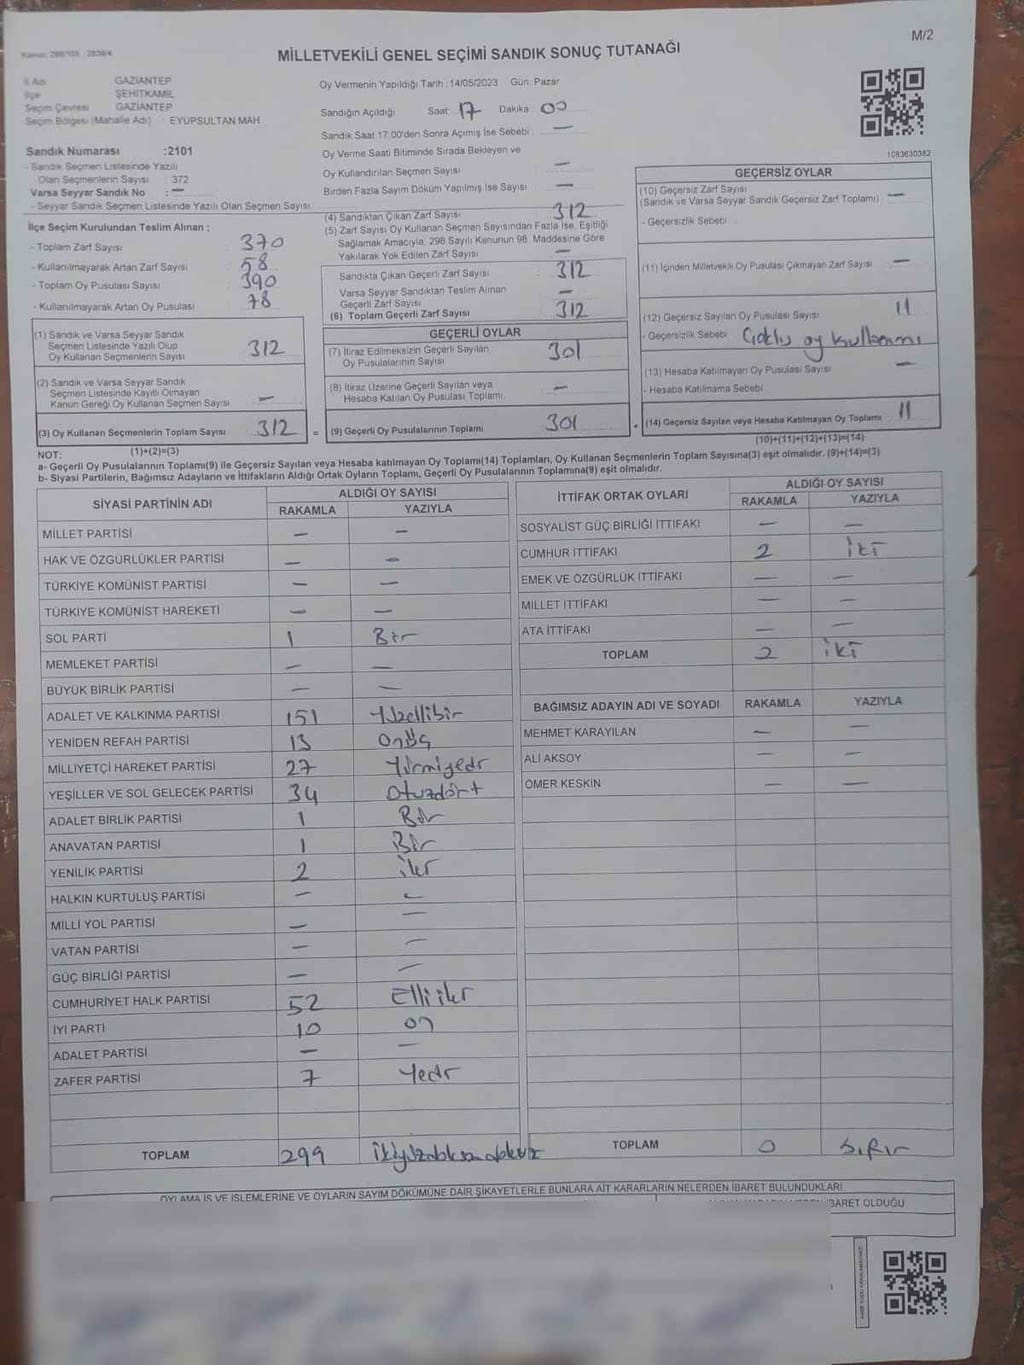 M/2
MİLLETVEKİLİ GENEL SEÇİMİ SANDIK SONUÇ TUTANAĞI
İl Adı GAZİANTEP
İlçe ŞEHİTKAMİL
Seçim Çevresi GAZİANTEP
Seçim Bölgesi (Mahalle Adı) : EYÜPSULTAN MAH
Sandık Numarası :2101
- Sandık Seçmen Listesinde Yazılı
Olan Seçmenlerin Sayısı : 372
Varsa Seyyar Sandık No : —
- Seyyar Sandık Seçmen Listesinde Yazılı Olan Seçmen Sayısı
Oy Vermenin Yapıldığı Tarih :14/05/2023 Gün: Pazar
Sandığın Açıldığı Saat: 17 Dakika : 00
Sandık Saat 17:00'den Sonra Açımış İse Sebebi : —
Oy Verme Saati Bitiminde Sırada Bekleyen ve
Oy Kullandırılan Seçmen Sayısı —
Birden Fazla Sayım Döküm Yapılmış İse Sayısı —
1083630362
İlçe Seçim Kurulundan Teslim Alınan :
- Toplam Zarf Sayısı : 370
- Kullanılmayarak Artan Zarf Sayısı : 58
- Toplam Oy Pusulası Sayısı : 390
- Kullanılmayarak Artan Oy Pusulası : 78
(4) Sandıktan Çıkan Zarf Sayısı : 312
(5) Zarf Sayısı Oy Kullanan Seçmen Sayısından Fazla İse, Eşitliği
Sağlamak Amacıyla; 298 Sayılı Kanunun 98. Maddesine Göre
Yakılarak Yok Edilen Zarf Sayısı —
Sandıkta Çıkan Geçerli Zarf Sayısı : 312
Varsa Seyyar Sandıktan Teslim Alınan
Geçerli Zarf Sayısı —
(6) Toplam Geçerli Zarf Sayısı : 312
GEÇERSİZ OYLAR
(10) Geçersiz Zarf Sayısı
(Sandık ve Varsa Seyyar Sandık Geçersiz Zarf Toplamı) —
- Geçersizlik Sebebi
(11) İçinden Milletvekili Oy Pusulası Çıkmayan Zarf Sayısı —
(12) Geçersiz Sayılan Oy Pusulası Sayısı 11
- Geçersizlik Sebebi Çoklu oy kullanımı
(13) Hesaba Katılmayan Oy Pusulası Sayısı —
- Hesaba Katılmama Sebebi
(14) Geçersiz Sayılan veya Hesaba Katılmayan Oy Toplamı 11
(10)+(11)+(12)+(13)=(14)
(1) Sandık ve Varsa Seyyar Sandık
Seçmen Listesinde Yazılı Olup
Oy Kullanan Seçmenlerin Sayısı 312
(2) Sandık ve Varsa Seyyar Sandık
Seçmen Listesinde Kayıtlı Olmayan
Kanun Gereği Oy Kullanan Seçmen Sayısı —
(3) Oy Kullanan Seçmenlerin Toplam Sayısı 312 =
(1)+(2)=(3)
GEÇERLİ OYLAR
(7) İtiraz Edilmeksizin Geçerli Sayılan
Oy Pusulalarının Sayısı 301
(8) İtiraz Üzerine Geçerli Sayılan veya
Hesaba Katılan Oy Pusulası Toplamı —
(9) Geçerli Oy Pusulalarının Toplamı 301 +
NOT:
a- Geçerli Oy Pusulalarının Toplamı(9) ile Geçersiz Sayılan veya Hesaba katılmayan Oy Toplamı(14) Toplamları, Oy Kullanan Seçmenlerin Toplam Sayısına(3) eşit olmalıdır. (9)+(14)=(3)
b- Siyasi Partilerin, Bağımsız Adayların ve İttifakların Aldığı Ortak Oyların Toplamı, Geçerli Oy Pusulalarının Toplamına(9) eşit olmalıdır.
SİYASİ PARTİNİN ADI ALDIĞI OY SAYISI
RAKAMLA YAZIYLA
MİLLET PARTİSİ — —
HAK VE ÖZGÜRLÜKLER PARTİSİ — —
TÜRKİYE KOMÜNİST PARTİSİ — —
TÜRKİYE KOMÜNİST HAREKETİ — —
SOL PARTİ 1 Bir
MEMLEKET PARTİSİ — —
BÜYÜK BİRLİK PARTİSİ — —
ADALET VE KALKINMA PARTİSİ 151 Yüzellibir
YENİDEN REFAH PARTİSİ 13 Onüç
MİLLİYETÇİ HAREKET PARTİSİ 27 Yirmiyedi
YEŞİLLER VE SOL GELECEK PARTİSİ 34 Otuzdört
ADALET BİRLİK PARTİSİ 1 Bir
ANAVATAN PARTİSİ 1 Bir
YENİLİK PARTİSİ 2 iki
HALKIN KURTULUŞ PARTİSİ — —
MİLLİ YOL PARTİSİ — —
VATAN PARTİSİ — —
GÜÇ BİRLİĞİ PARTİSİ — —
CUMHURİYET HALK PARTİSİ 52 Elliiki
İYİ PARTİ 10 on
ADALET PARTİSİ — —
ZAFER PARTİSİ 7 Yedi
TOPLAM 299
İTTİFAK ORTAK OYLARI ALDIĞI OY SAYISI
RAKAMLA YAZIYLA
SOSYALİST GÜÇ BİRLİĞİ İTTİFAKI — —
CUMHUR İTTİFAKI 2 iki
EMEK VE ÖZGÜRLÜK İTTİFAKI — —
MİLLET İTTİFAKI — —
ATA İTTİFAKI — —
TOPLAM 2 iki
BAĞIMSIZ ADAYIN ADI VE SOYADI RAKAMLA YAZIYLA
MEHMET KARAYILAN — —
ALİ AKSOY — —
ÖMER KESKİN — —
TOPLAM 0 Sıfır
OYLAMA İŞ VE İŞLEMLERİNE VE OYLARIN SAYIM DÖKÜMÜNE DAİR ŞİKAYETLERLE BUNLARA AİT KARARLARIN NELERDEN İBARET BULUNDUKLARI
İBARET OLDUĞU